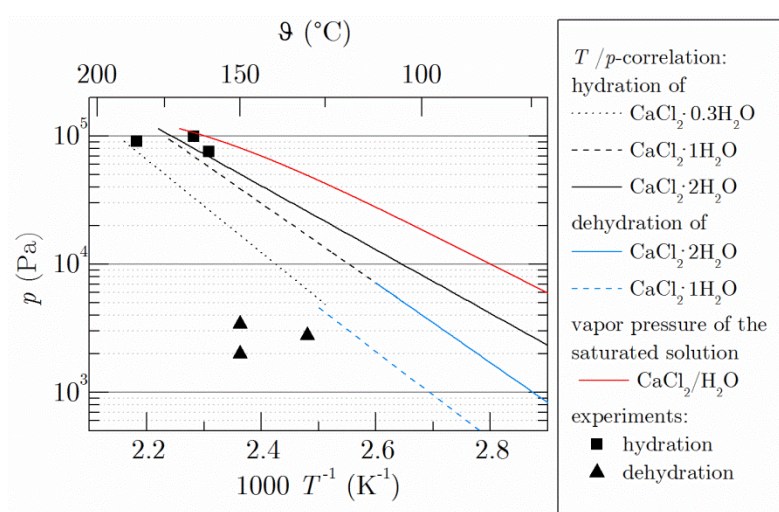 ϑ (°C)
200 150 100
10⁵
10⁴
10³
p (Pa)
2.2 2.4 2.6 2.8
1000 T⁻¹ (K⁻¹)
T /p-correlation:
hydration of
CaCl₂·0.3H₂O
CaCl₂·1H₂O
CaCl₂·2H₂O
dehydration of
CaCl₂·2H₂O
CaCl₂·1H₂O
vapor pressure of the
saturated solution
CaCl₂/H₂O
experiments:
hydration
dehydration